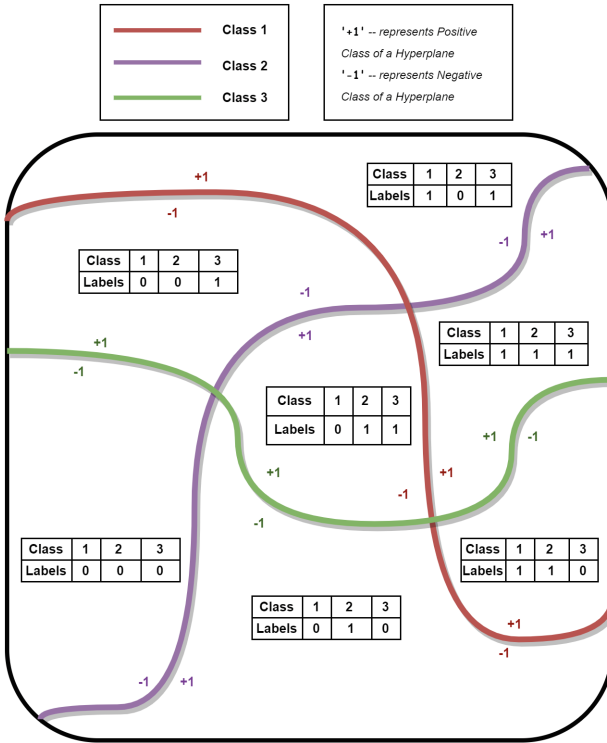 Class 1
Class 2
Class 3
'+1' -- represents Positive
Class of a Hyperplane
'-1' -- represents Negative
Class of a Hyperplane
+1
-1
Class 1 2 3
Labels 1 0 1
-1 +1
Class 1 2 3
Labels 0 0 1
-1
+1
+1
-1
Class 1 2 3
Labels 1 1 1
Class 1 2 3
Labels 0 1 1
+1 -1
+1
-1
-1 +1
Class 1 2 3
Labels 0 0 0
Class 1 2 3
Labels 1 1 0
Class 1 2 3
Labels 0 1 0
+1
-1
-1 +1